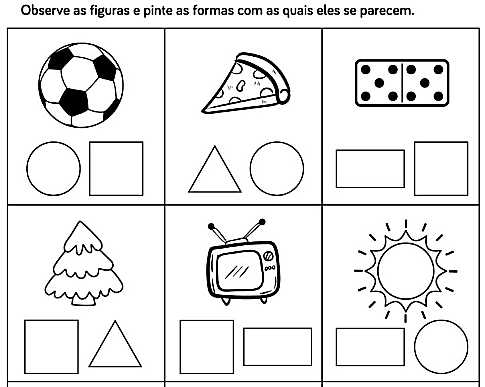 Observe as figuras e pinte as formas com as quais eles se parecem.